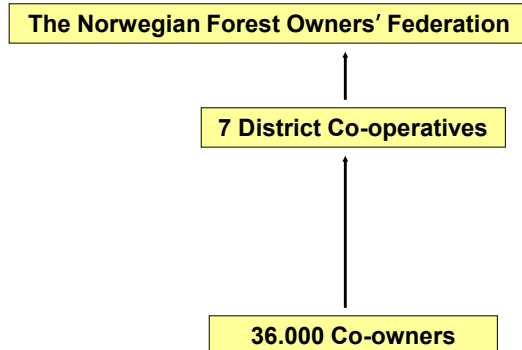 The Norwegian Forest Owners’ Federation
7 District Co-operatives
36.000 Co-owners